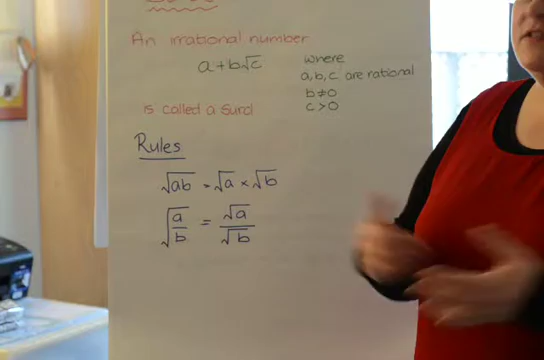 An irrational number
a+b√c where
a,b,c are rational
b≠0
c>0
is called a surd
Rules
√ab = √a × √b
√a/b = √a/√b